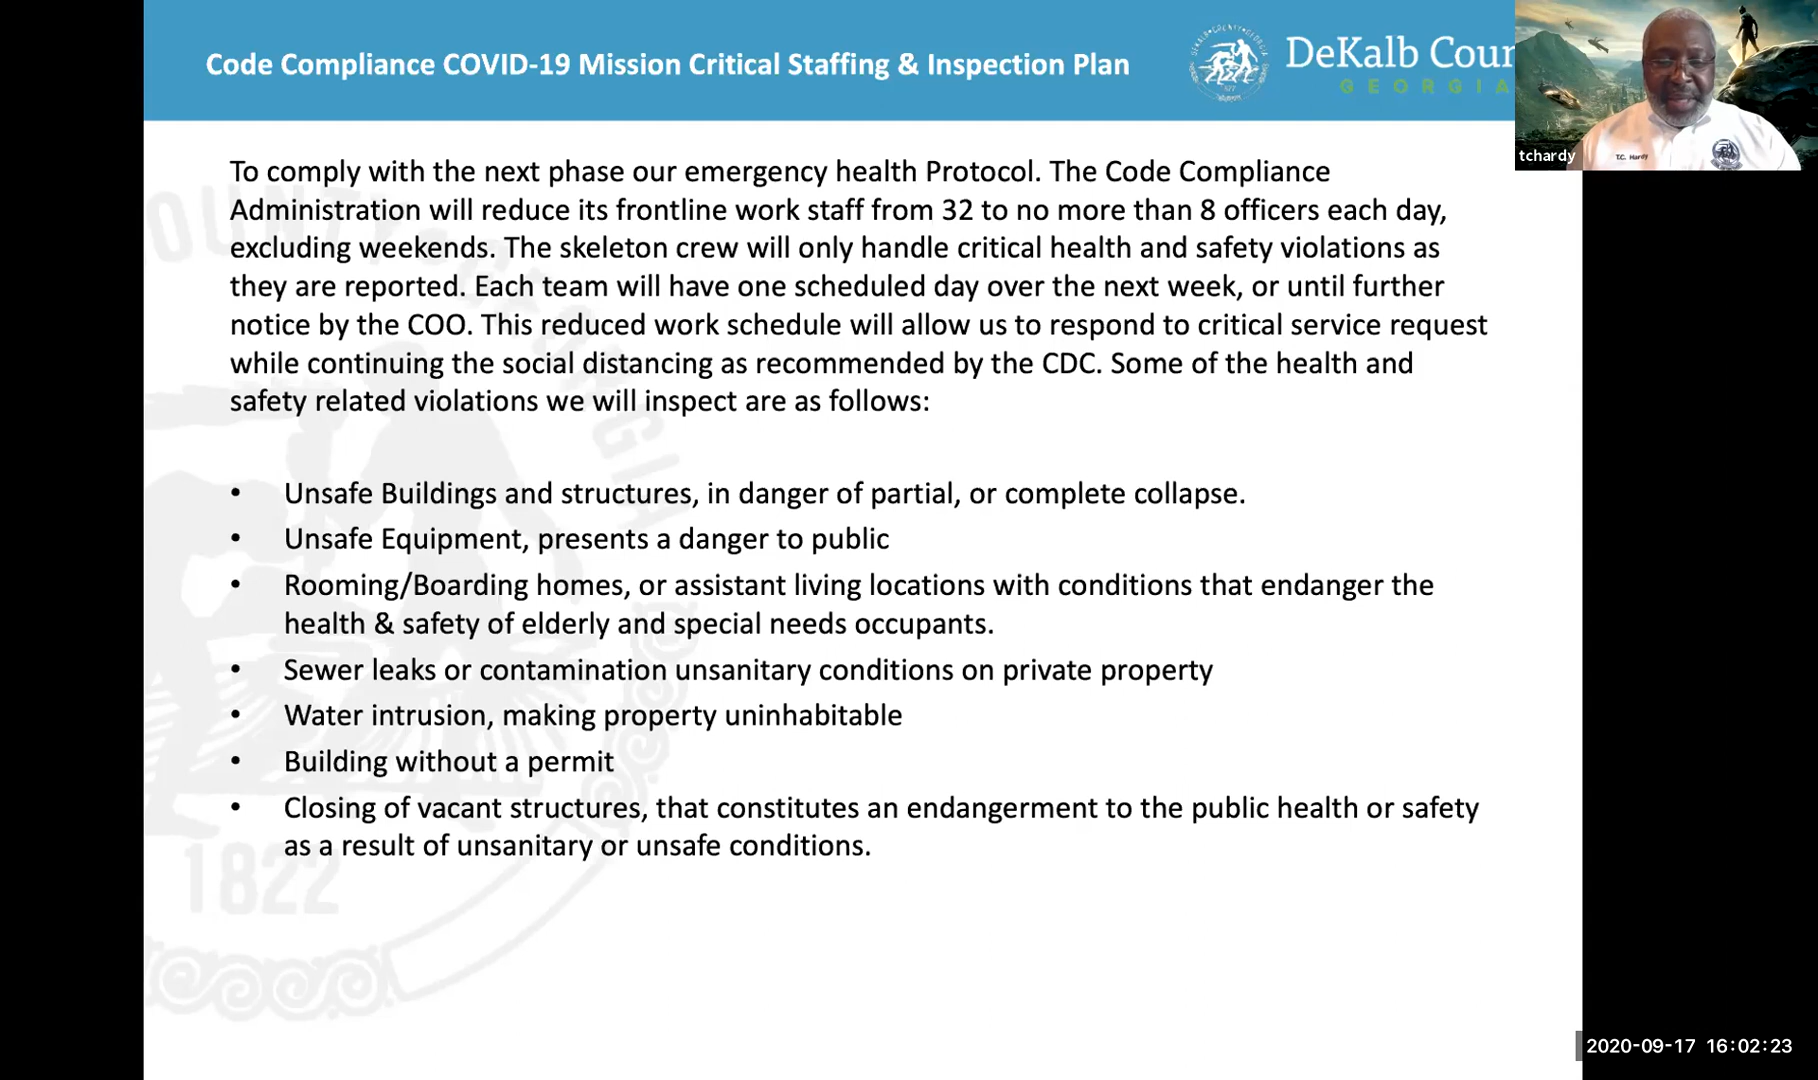 Code Compliance COVID-19 Mission Critical Staffing & Inspection Plan
DeKalb Cour
GEORGIA
tchardy
T.C. Hardy
To comply with the next phase our emergency health Protocol. The Code Compliance
Administration will reduce its frontline work staff from 32 to no more than 8 officers each day,
excluding weekends. The skeleton crew will only handle critical health and safety violations as
they are reported. Each team will have one scheduled day over the next week, or until further
notice by the COO. This reduced work schedule will allow us to respond to critical service request
while continuing the social distancing as recommended by the CDC. Some of the health and
safety related violations we will inspect are as follows:
• Unsafe Buildings and structures, in danger of partial, or complete collapse.
• Unsafe Equipment, presents a danger to public
• Rooming/Boarding homes, or assistant living locations with conditions that endanger the
health & safety of elderly and special needs occupants.
• Sewer leaks or contamination unsanitary conditions on private property
• Water intrusion, making property uninhabitable
• Building without a permit
• Closing of vacant structures, that constitutes an endangerment to the public health or safety
as a result of unsanitary or unsafe conditions.
1822
2020-09-17 16:02:23